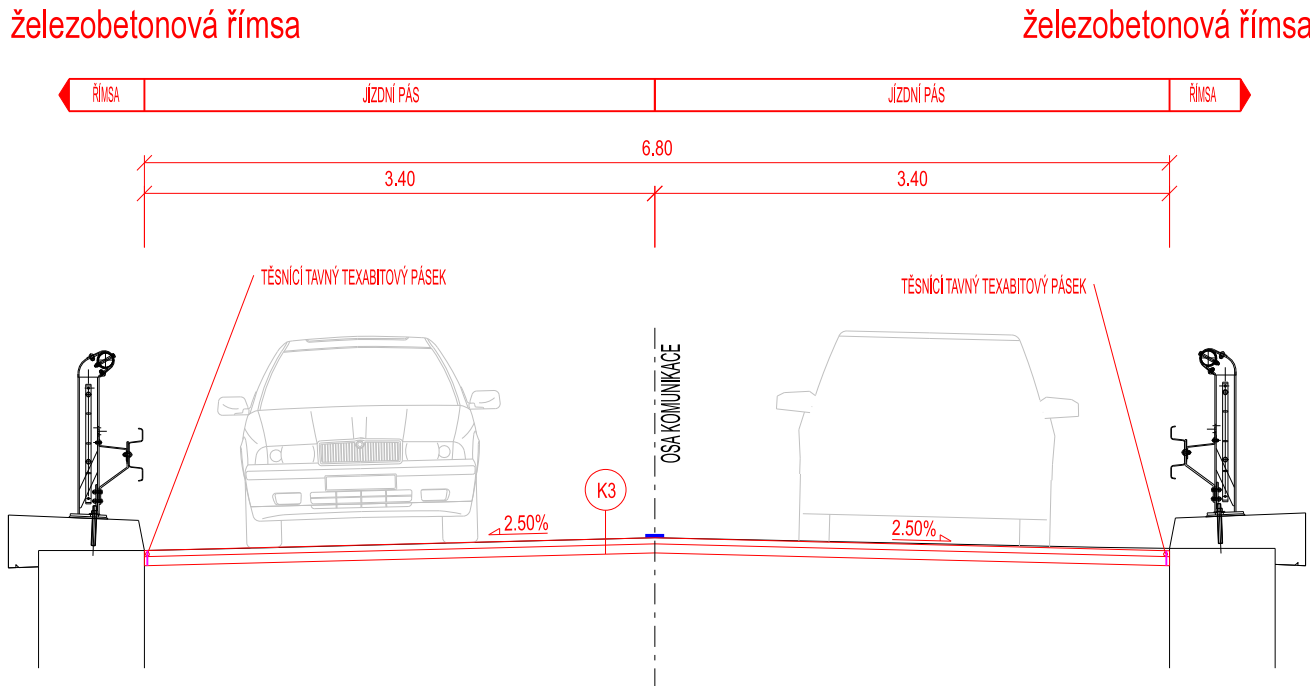 železobetonová římsa
železobetonová římsa
ŘÍMSA
JÍZDNÍ PÁS
JÍZDNÍ PÁS
ŘÍMSA
6.80
3.40
3.40
TĚSNÍCÍ TAVNÝ TEXABITOVÝ PÁSEK
TĚSNÍCÍ TAVNÝ TEXABITOVÝ PÁSEK
OSA KOMUNIKACE
K3
2.50%
2.50%